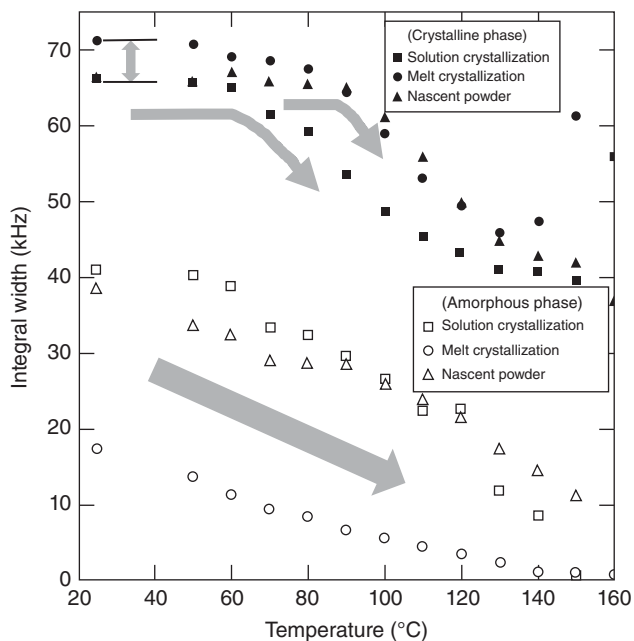 70
60
50
40
30
20
10
0
Integral width (kHz)
(Crystalline phase)
Solution crystallization
Melt crystallization
Nascent powder
(Amorphous phase)
Solution crystallization
Melt crystallization
Nascent powder
20 40 60 80 100 120 140 160
Temperature (°C)